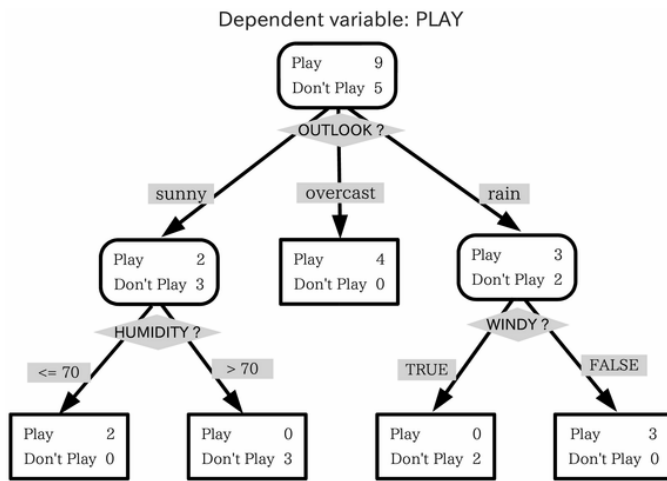 Dependent variable: PLAY
Play 9
Don't Play 5
OUTLOOK ?
sunny
overcast
rain
Play 2
Don't Play 3
Play 4
Don't Play 0
Play 3
Don't Play 2
HUMIDITY ?
WINDY ?
<= 70
> 70
TRUE
FALSE
Play 2
Don't Play 0
Play 0
Don't Play 3
Play 0
Don't Play 2
Play 3
Don't Play 0